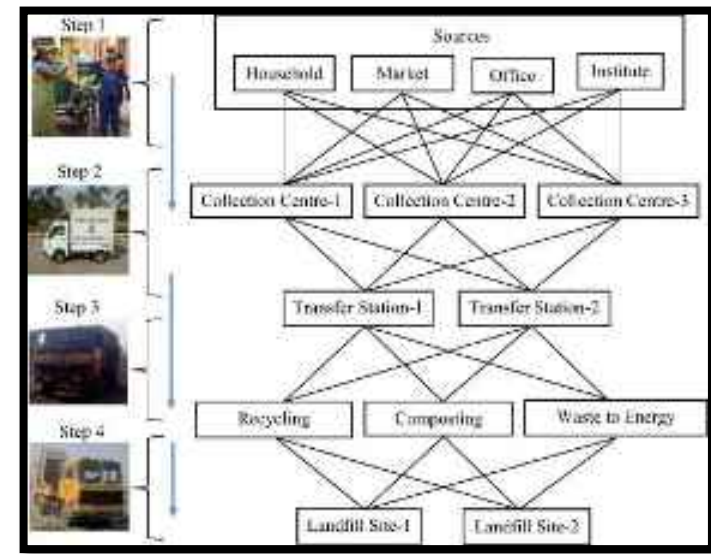 Step 1
Sources
Household
Market
Office
Institute
Step 2
Collection Centre-1
Collection Centre-2
Collection Centre-3
Step 3
Transfer Station-1
Transfer Station-2
Step 4
Recycling
Composting
Waste to Energy
Landfill Site-1
Landfill Site-2